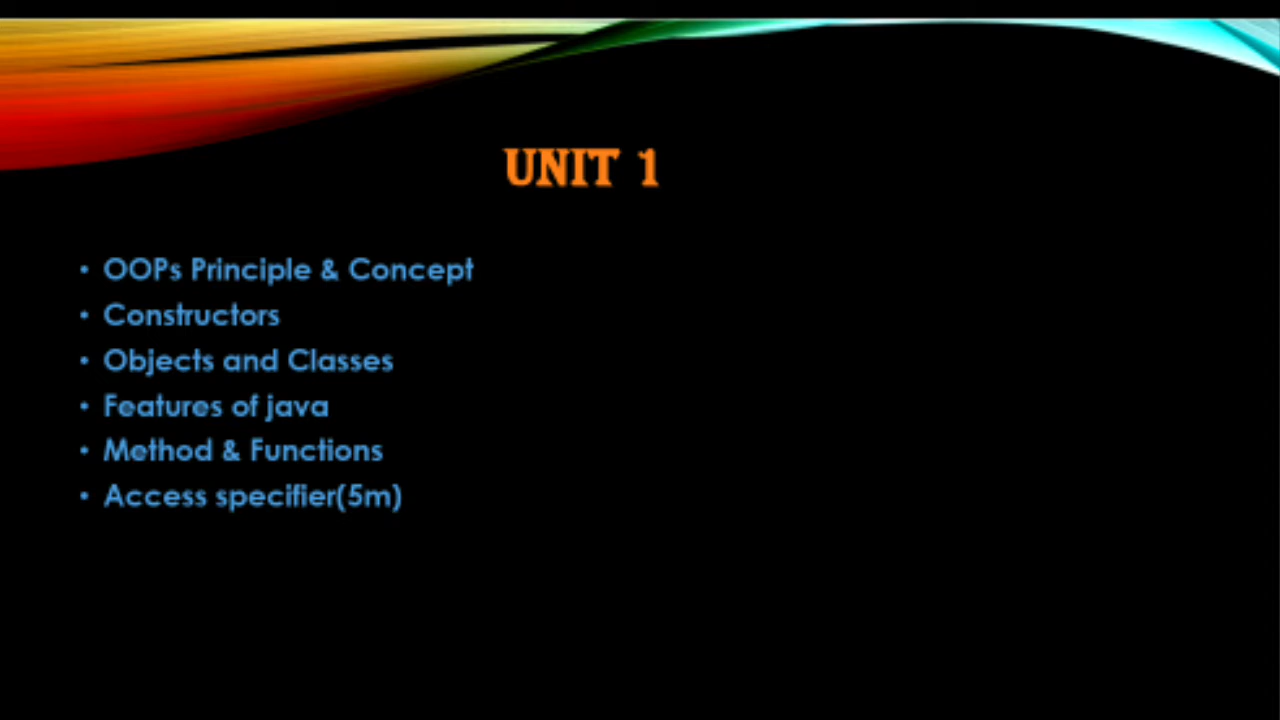 UNIT 1
• OOPs Principle & Concept
• Constructors
• Objects and Classes
• Features of java
• Method & Functions
• Access specifier(5m)